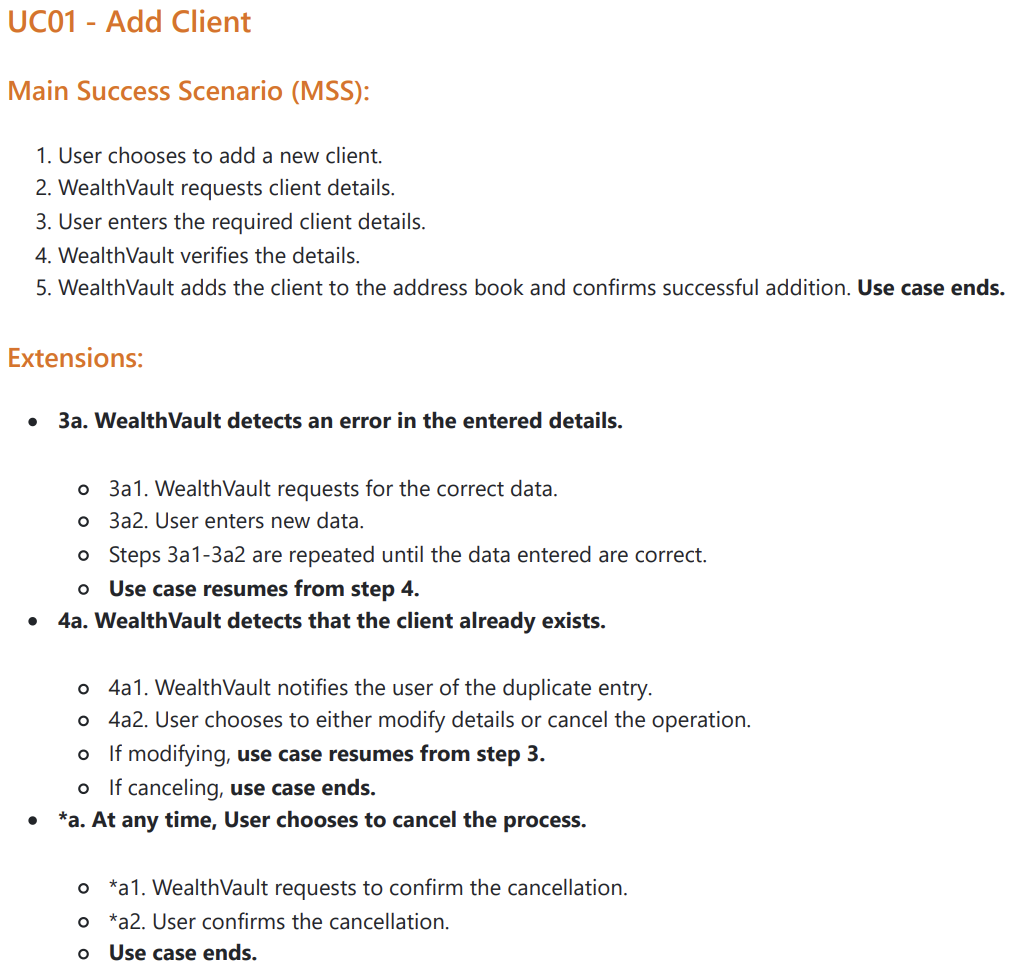 UC01 - Add Client
Main Success Scenario (MSS):
1. User chooses to add a new client.
2. WealthVault requests client details.
3. User enters the required client details.
4. WealthVault verifies the details.
5. WealthVault adds the client to the address book and confirms successful addition. Use case ends.
Extensions:
• 3a. WealthVault detects an error in the entered details.
○ 3a1. WealthVault requests for the correct data.
○ 3a2. User enters new data.
○ Steps 3a1-3a2 are repeated until the data entered are correct.
○ Use case resumes from step 4.
• 4a. WealthVault detects that the client already exists.
○ 4a1. WealthVault notifies the user of the duplicate entry.
○ 4a2. User chooses to either modify details or cancel the operation.
○ If modifying, use case resumes from step 3.
○ If canceling, use case ends.
• *a. At any time, User chooses to cancel the process.
○ *a1. WealthVault requests to confirm the cancellation.
○ *a2. User confirms the cancellation.
○ Use case ends.